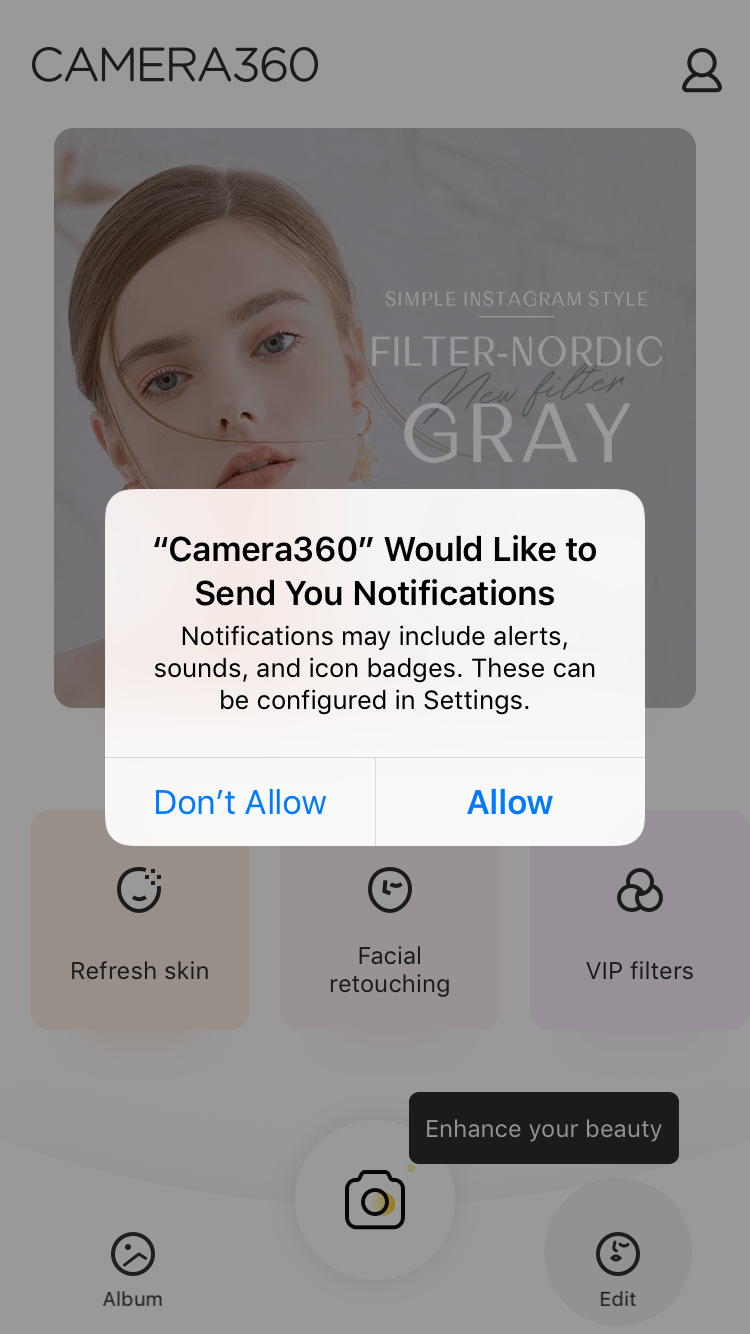 CAMERA360
SIMPLE INSTAGRAM STYLE
FILTER-NORDIC
New filter
GRAY
“Camera360” Would Like to
Send You Notifications
Notifications may include alerts,
sounds, and icon badges. These can
be configured in Settings.
Don’t Allow
Allow
Refresh skin
Facial
retouching
VIP filters
Enhance your beauty
Album
Edit